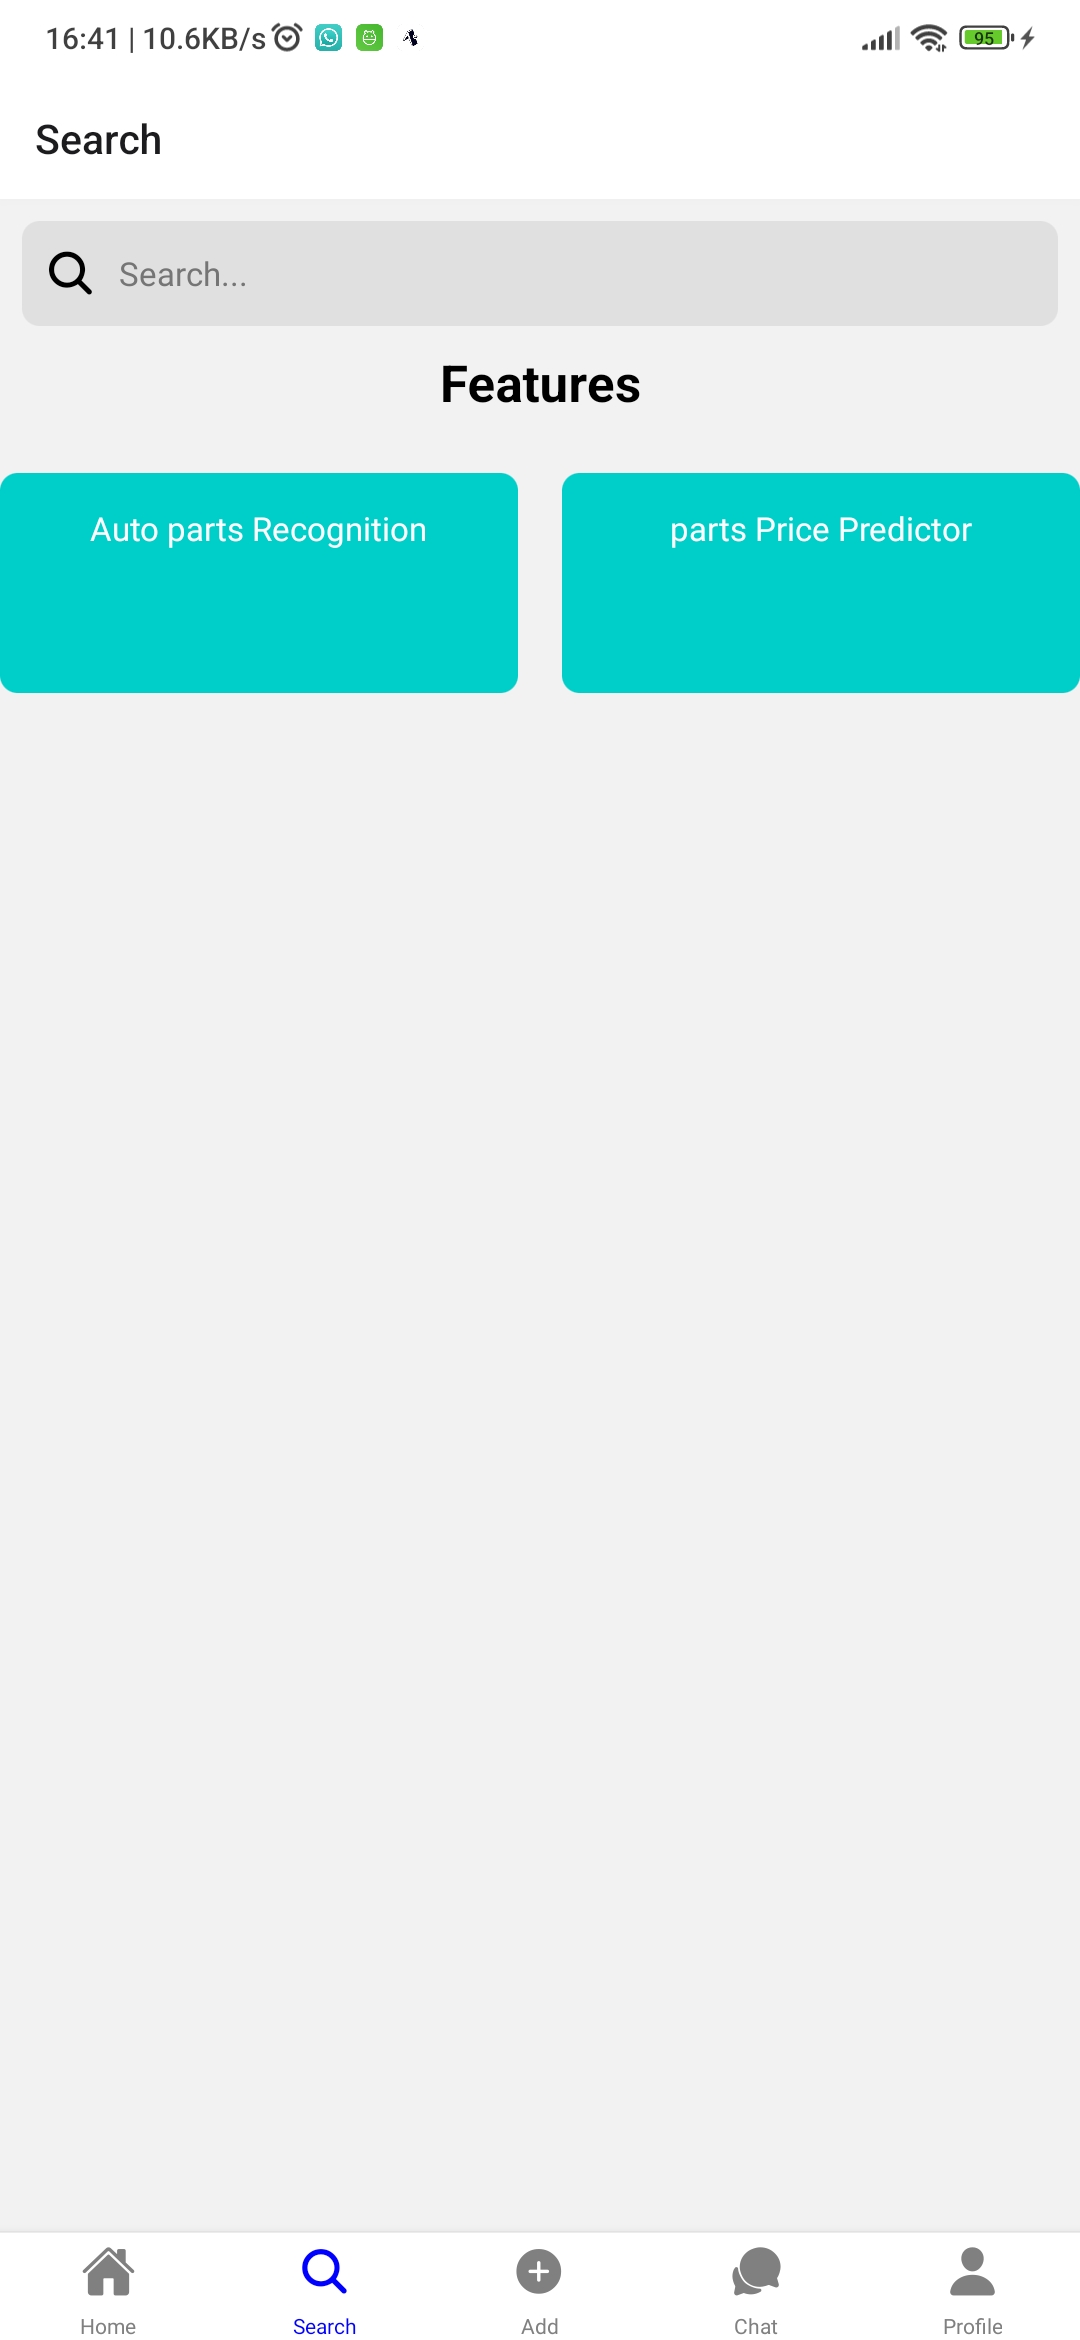 16:41 | 10.6KB/s
95
Search
Search...
Features
Auto parts Recognition
parts Price Predictor
Home
Search
Add
Chat
Profile